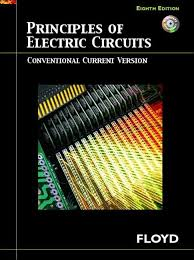 EIGHTH EDITION
PRINCIPLES OF
ELECTRIC CIRCUITS
CONVENTIONAL CURRENT VERSION
FLOYD